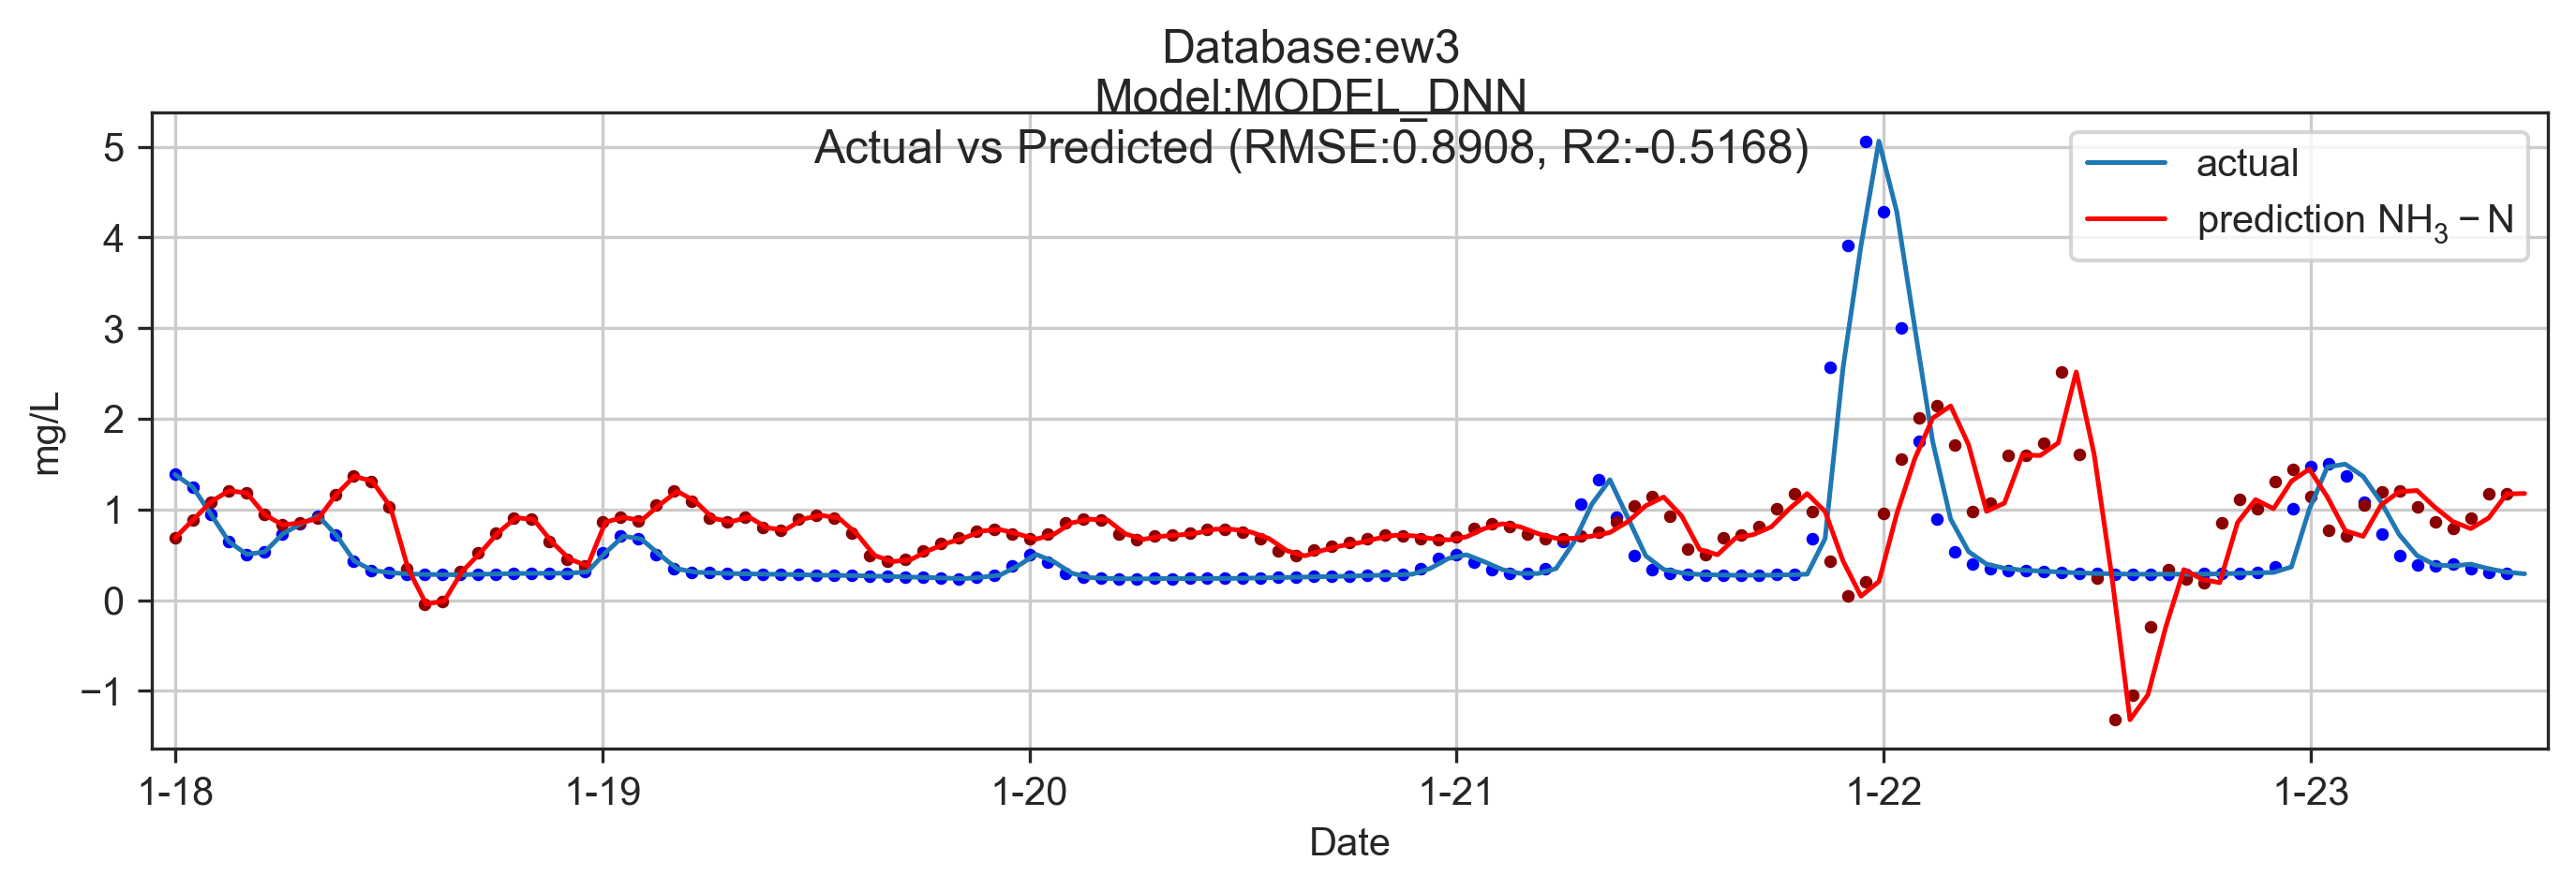 Database:ew3
Model:MODEL_DNN
Actual vs Predicted (RMSE:0.8908, R2:-0.5168)
actual
prediction NH₃ − N
mg/L
5
4
3
2
1
0
−1
1-18 1-19 1-20 1-21 1-22 1-23
Date